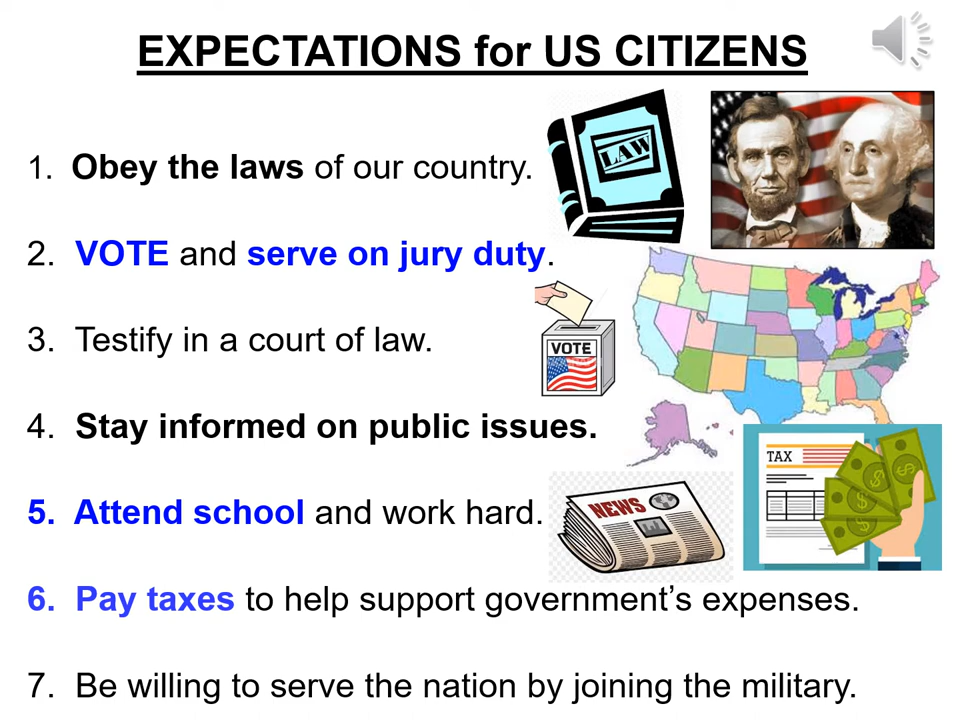 EXPECTATIONS for US CITIZENS
1. Obey the laws of our country.
LAW
2. VOTE and serve on jury duty.
3. Testify in a court of law.
VOTE
4. Stay informed on public issues.
TAX
5. Attend school and work hard.
NEWS
6. Pay taxes to help support government’s expenses.
7. Be willing to serve the nation by joining the military.